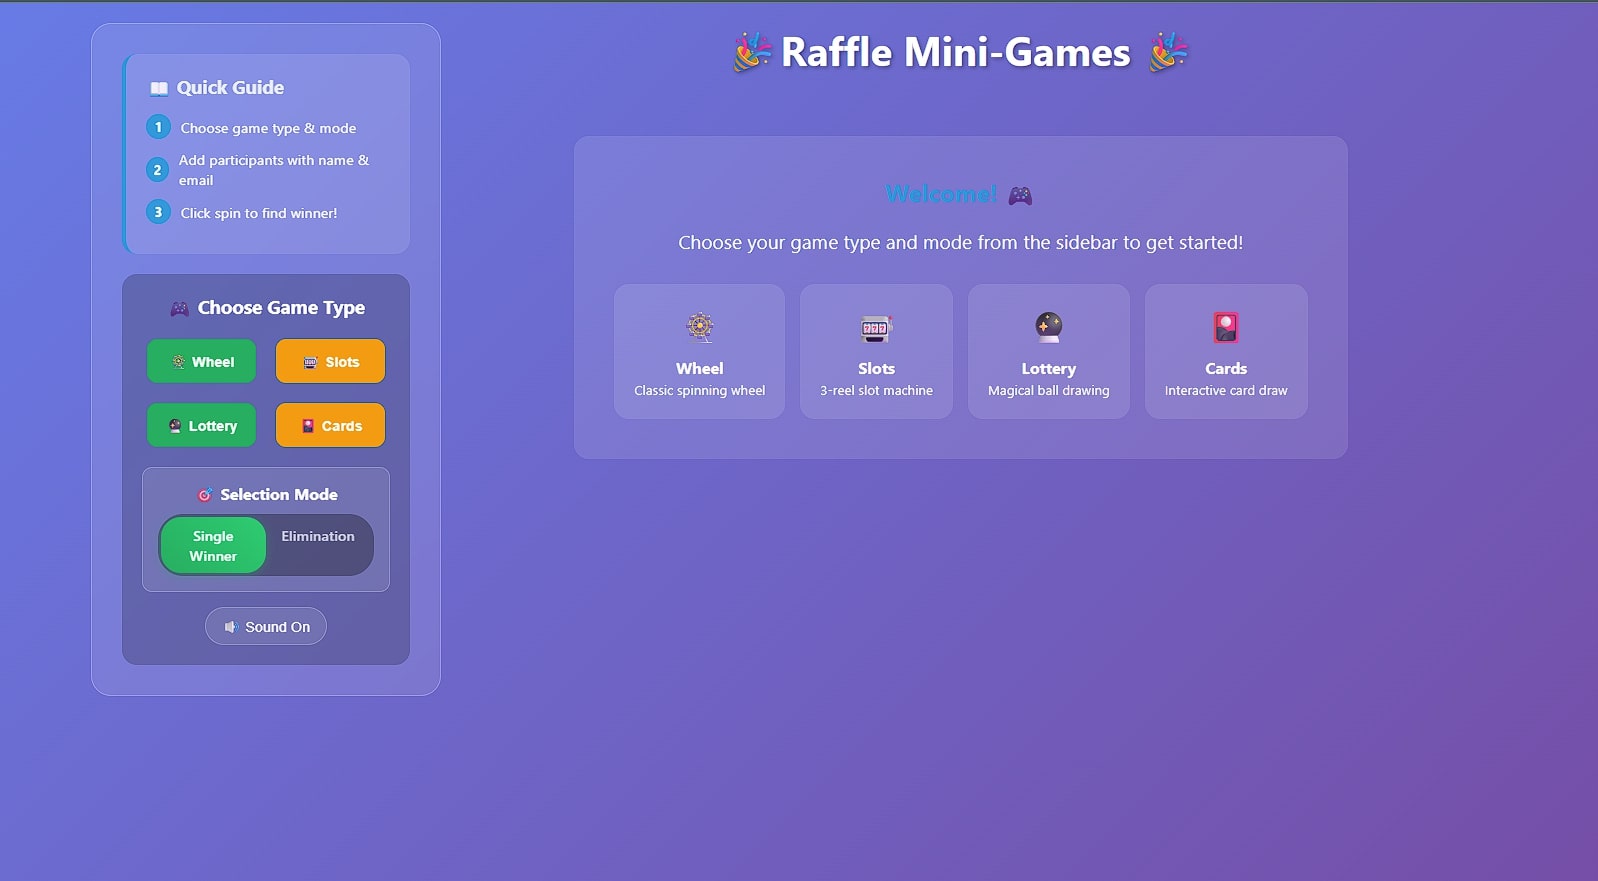 Raffle Mini-Games
Quick Guide
1 Choose game type & mode
2 Add participants with name &
email
3 Click spin to find winner!
Choose Game Type
Wheel
Slots
Lottery
Cards
Selection Mode
Single
Winner
Elimination
Sound On
Welcome!
Choose your game type and mode from the sidebar to get started!
Wheel
Classic spinning wheel
Slots
3-reel slot machine
Lottery
Magical ball drawing
Cards
Interactive card draw